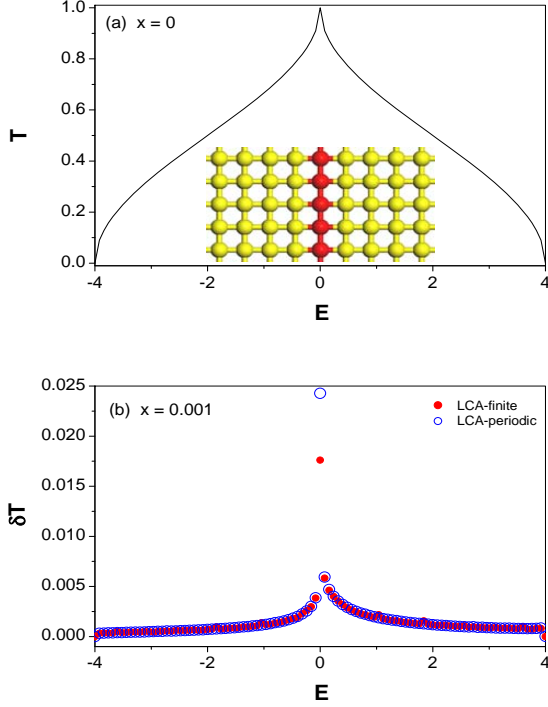 (a) x = 0
1.0
0.8
0.6
0.4
0.2
0.0
T
-4 -2 0 2 4
E
(b) x = 0.001
LCA-finite
LCA-periodic
0.025
0.020
0.015
0.010
0.005
0.000
δT
-4 -2 0 2 4
E